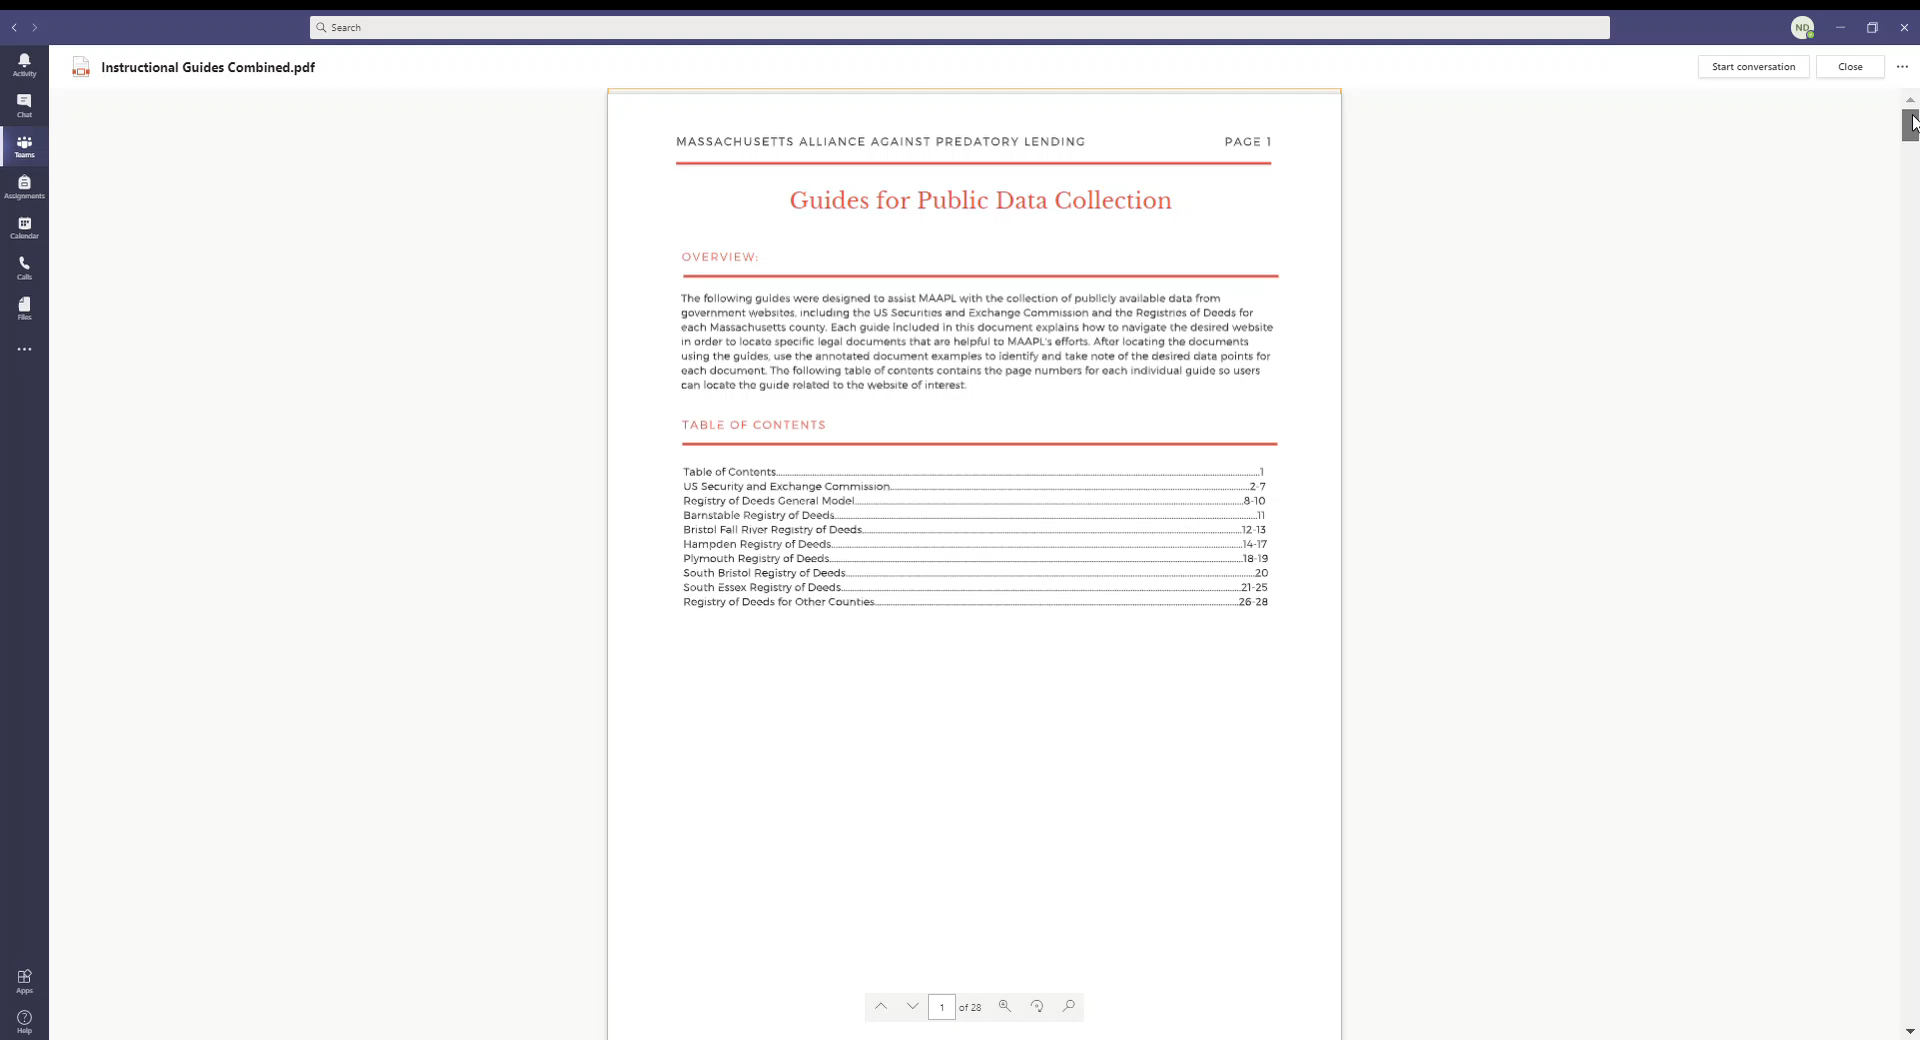 Search
ND
Activity
Chat
Teams
Assignments
Calendar
Calls
Files
Apps
Help
Instructional Guides Combined.pdf
Start conversation
Close
MASSACHUSETTS ALLIANCE AGAINST PREDATORY LENDING PAGE 1
Guides for Public Data Collection
OVERVIEW:
The following guides were designed to assist MAAPL with the collection of publicly available data from
government websites, including the US Securities and Exchange Commission and the Registries of Deeds for
each Massachusetts county. Each guide included in this document explains how to navigate the desired website
in order to locate specific legal documents that are helpful to MAAPL's efforts. After locating the documents
using the guides, use the annotated document examples to identify and take note of the desired data points for
each document. The following table of contents contains the page numbers for each individual guide so users
can locate the guide related to the website of interest.
TABLE OF CONTENTS
Table of Contents 1
US Security and Exchange Commission 2-7
Registry of Deeds General Model 8-10
Barnstable Registry of Deeds 11
Bristol Fall River Registry of Deeds 12-13
Hampden Registry of Deeds 14-17
Plymouth Registry of Deeds 18-19
South Bristol Registry of Deeds 20
South Essex Registry of Deeds 21-25
Registry of Deeds for Other Counties 26-28
1 of 28